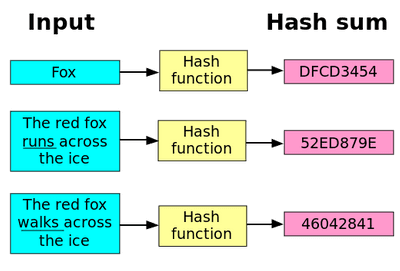 Input
Hash sum
Fox
Hash
function
DFCD3454
The red fox
runs across
the ice
Hash
function
52ED879E
The red fox
walks across
the ice
Hash
function
46042841